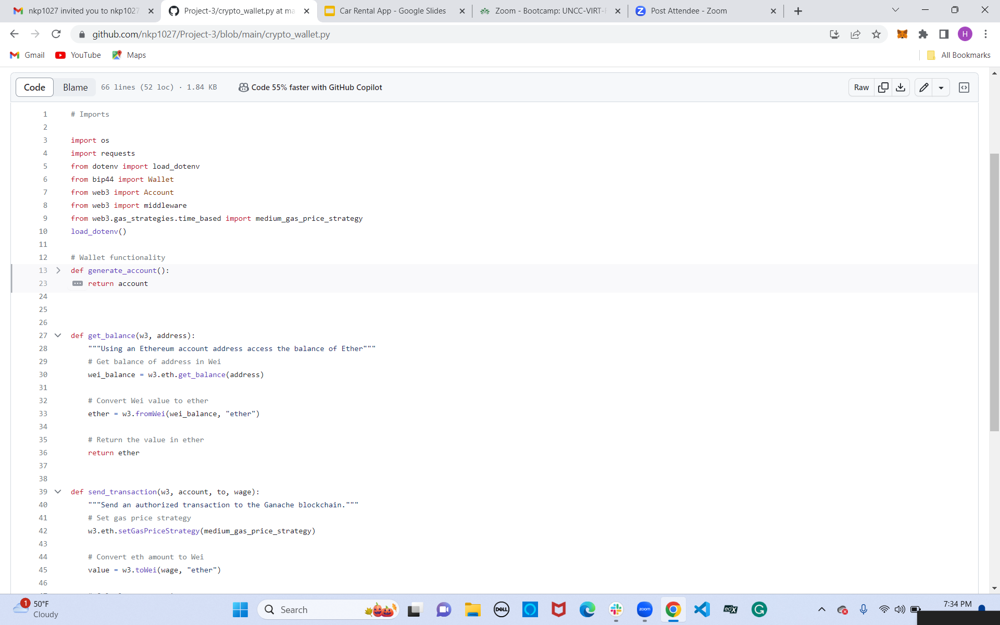 nkp1027 invited you to nkp1027
Project-3/crypto_wallet.py at ma
Car Rental App - Google Slides
Zoom - Bootcamp: UNCC-VIRT-F
Post Attendee - Zoom
github.com/nkp1027/Project-3/blob/main/crypto_wallet.py
H
Gmail
YouTube
Maps
All Bookmarks
Code
Blame
66 lines (52 loc) · 1.84 KB
Code 55% faster with GitHub Copilot
Raw
1 # Imports
2
3 import os
4 import requests
5 from dotenv import load_dotenv
6 from bip44 import Wallet
7 from web3 import Account
8 from web3 import middleware
9 from web3.gas_strategies.time_based import medium_gas_price_strategy
10 load_dotenv()
11
12 # Wallet functionality
13 def generate_account():
23 ... return account
24
25
26
27 def get_balance(w3, address):
28 """Using an Ethereum account address access the balance of Ether"""
29 # Get balance of address in Wei
30 wei_balance = w3.eth.get_balance(address)
31
32 # Convert Wei value to ether
33 ether = w3.fromWei(wei_balance, "ether")
34
35 # Return the value in ether
36 return ether
37
38
39 def send_transaction(w3, account, to, wage):
40 """Send an authorized transaction to the Ganache blockchain."""
41 # Set gas price strategy
42 w3.eth.setGasPriceStrategy(medium_gas_price_strategy)
43
44 # Convert eth amount to Wei
45 value = w3.toWei(wage, "ether")
46
1
50°F
Cloudy
Search
DELL
zoom
edX
7:34 PM